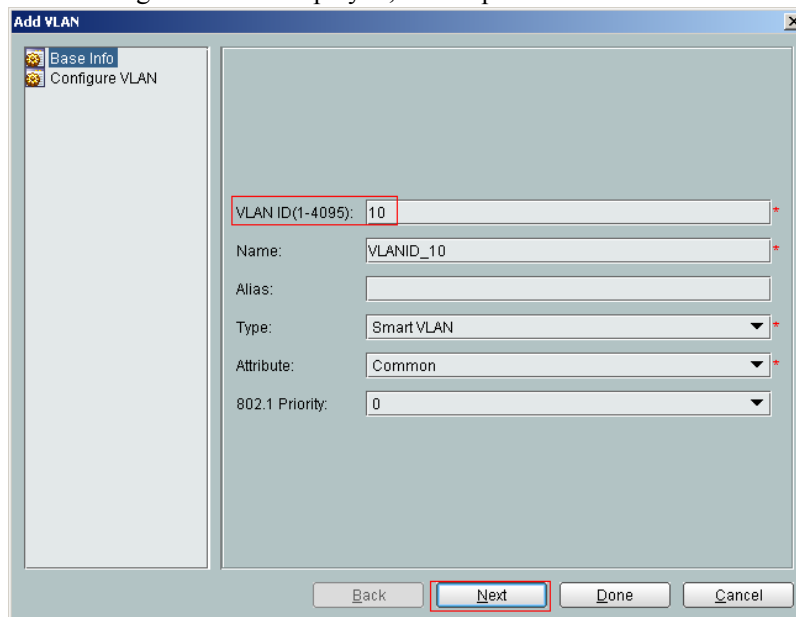 Add VLAN
Base Info
Configure VLAN
VLAN ID(1-4095): 10 *
Name: VLANID_10 *
Alias:
Type: Smart VLAN *
Attribute: Common *
802.1 Priority: 0
Back Next Done Cancel